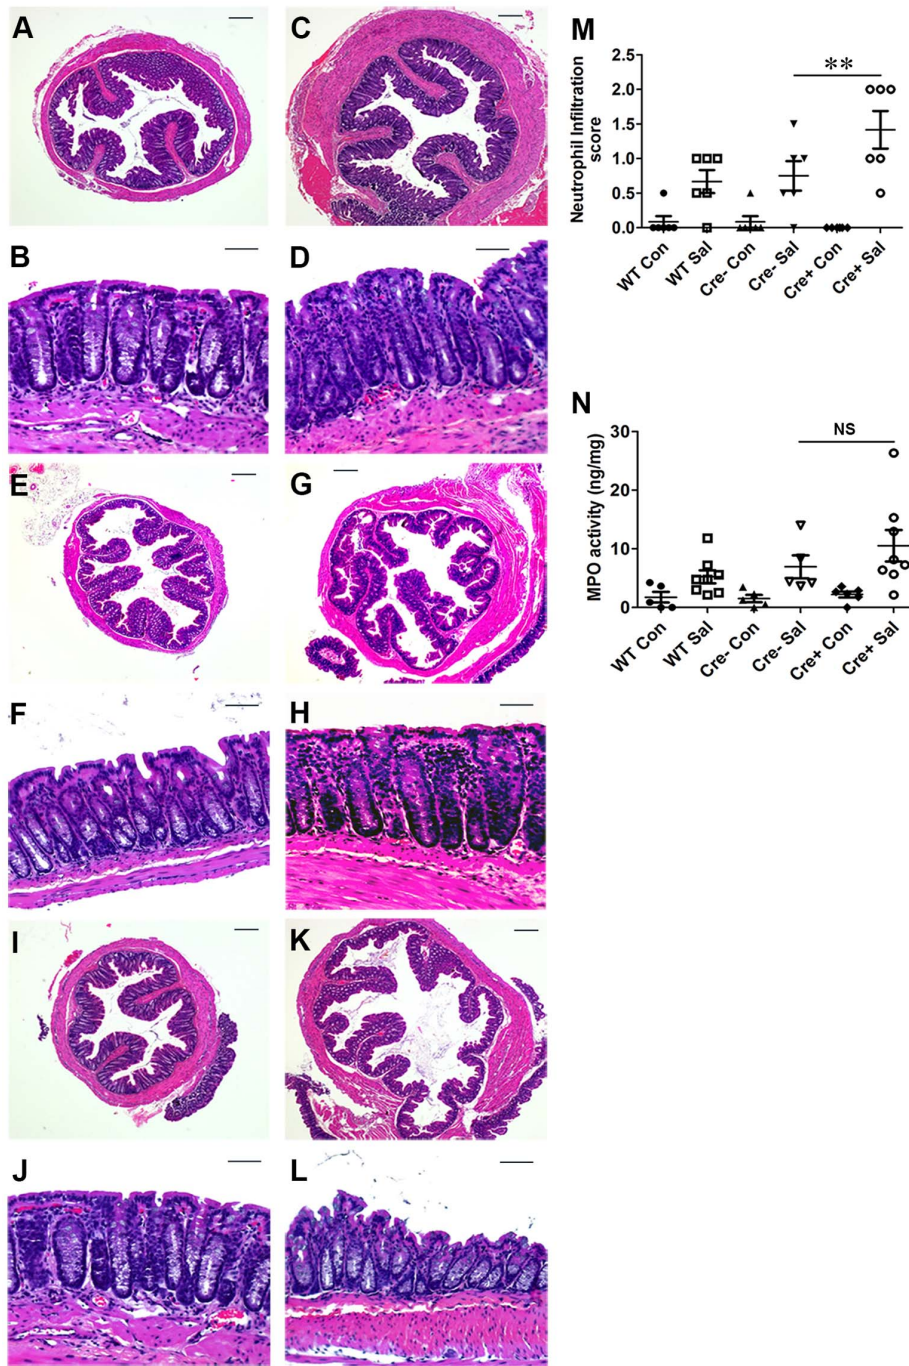 A
C
B
D
E
G
F
H
I
K
J
L
M
Neutrophil Infiltration
score
2.5
2.0
1.5
1.0
0.5
0.0
**
WT Con
WT Sal
Cre- Con
Cre- Sal
Cre+ Con
Cre+ Sal
N
MPO activity (ng/mg)
30
20
10
0
NS
WT Con
WT Sal
Cre- Con
Cre- Sal
Cre+ Con
Cre+ Sal